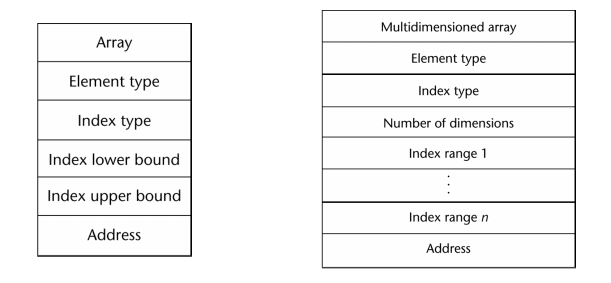 Array
Element type
Index type
Index lower bound
Index upper bound
Address
Multidimensioned array
Element type
Index type
Number of dimensions
Index range 1
⋮
Index range n
Address